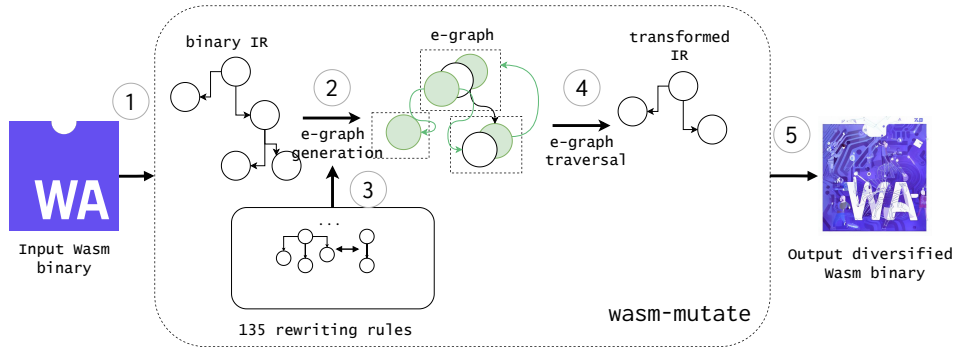 binary IR
e-graph
transformed
IR
1
2
4
e-graph
generation
e-graph
traversal
5
3
WA
WA
...
Input Wasm
binary
Output diversified
Wasm binary
135 rewriting rules
wasm-mutate